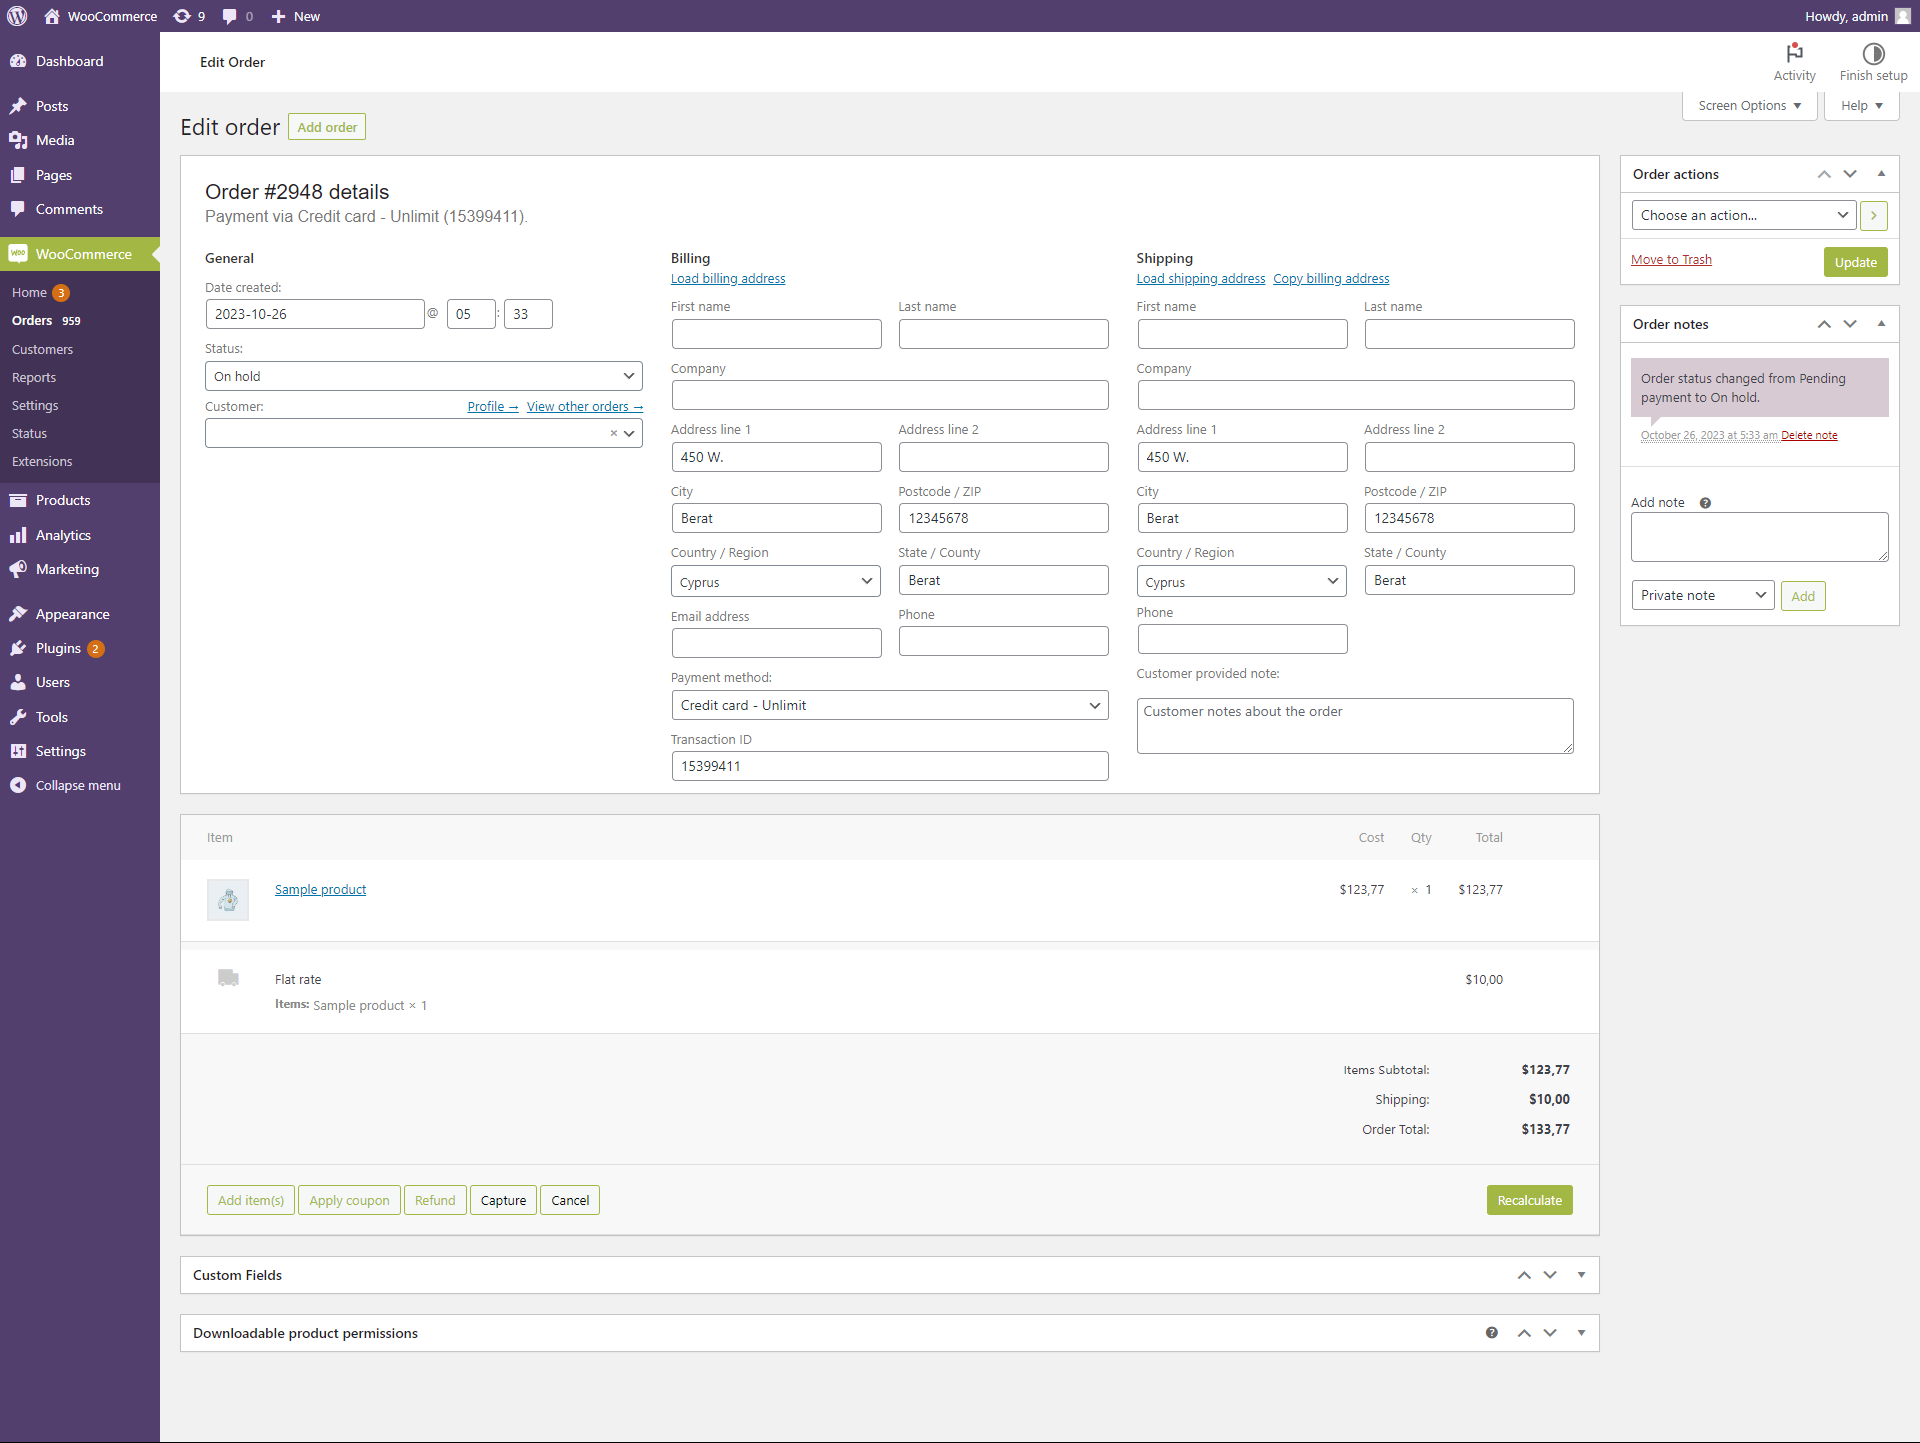 WooCommerce 9 0 New
Howdy, admin
Dashboard
Posts
Media
Pages
Comments
WooCommerce
Home 3
Orders 959
Customers
Reports
Settings
Status
Extensions
Products
Analytics
Marketing
Appearance
Plugins 2
Users
Tools
Settings
Collapse menu
Edit Order
Activity
Finish setup
Screen Options ▼
Help ▼
Edit order Add order
Order #2948 details
Payment via Credit card - Unlimit (15399411).
General
Date created:
2023-10-26 @ 05 : 33
Status:
On hold
Customer: Profile → View other orders →
×
Billing
Load billing address
First name Last name
Company
Address line 1 Address line 2
450 W.
City Postcode / ZIP
Berat 12345678
Country / Region State / County
Cyprus Berat
Email address Phone
Payment method:
Credit card - Unlimit
Transaction ID
15399411
Shipping
Load shipping address Copy billing address
First name Last name
Company
Address line 1 Address line 2
450 W.
City Postcode / ZIP
Berat 12345678
Country / Region State / County
Cyprus Berat
Phone
Customer provided note:
Customer notes about the order
Item Cost Qty Total
Sample product $123,77 × 1 $123,77
Flat rate $10,00
Items: Sample product × 1
Items Subtotal: $123,77
Shipping: $10,00
Order Total: $133,77
Add item(s) Apply coupon Refund Capture Cancel Recalculate
Custom Fields
Downloadable product permissions ?
Order actions
Choose an action...
Move to Trash Update
Order notes
Order status changed from Pending
payment to On hold.
October 26, 2023 at 5:33 am Delete note
Add note ?
Private note Add